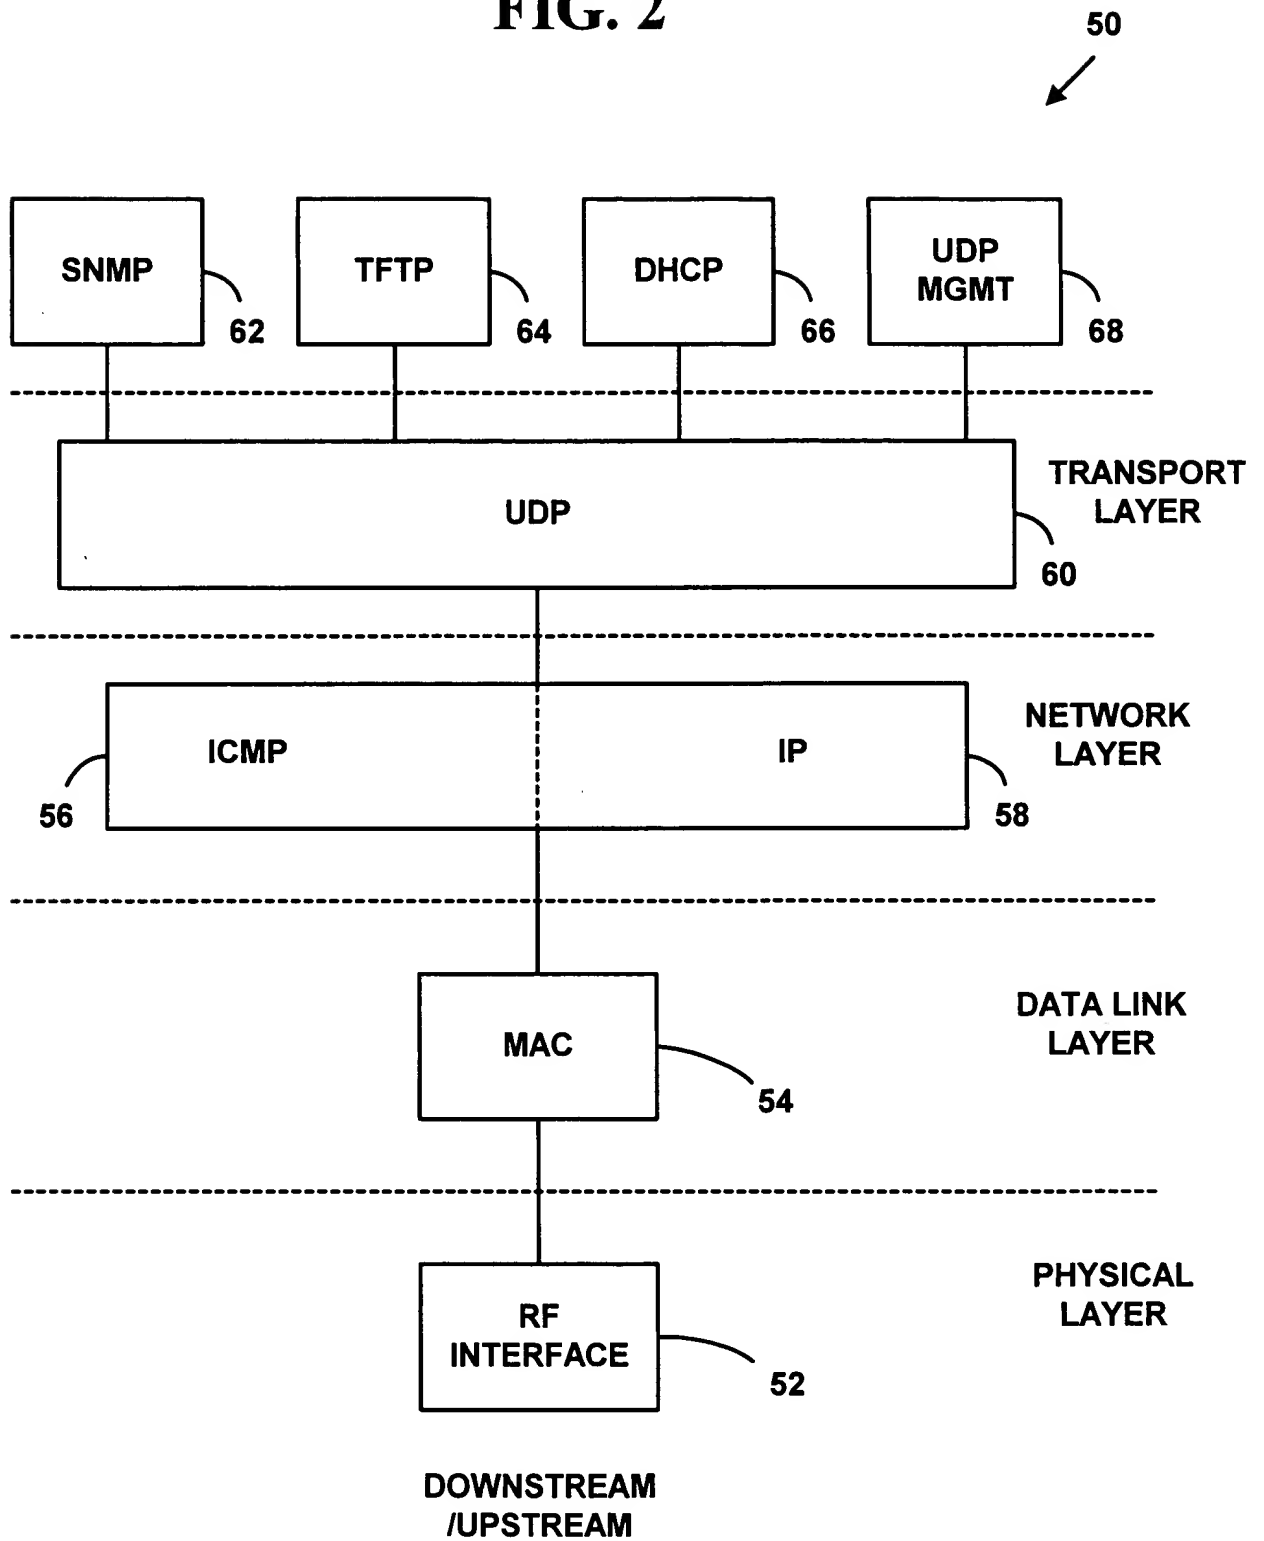 FIG. 2
50
SNMP
62
TFTP
64
DHCP
66
UDP
MGMT
68
UDP
60
TRANSPORT
LAYER
ICMP
56
IP
58
NETWORK
LAYER
MAC
54
DATA LINK
LAYER
RF
INTERFACE
52
PHYSICAL
LAYER
DOWNSTREAM
/UPSTREAM